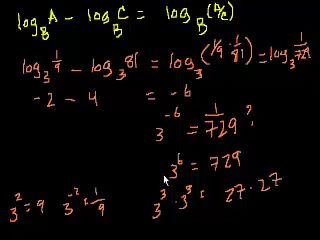 log_B A - log_B C = log_B (A/C)
log_3 1/9 - log_3 81 = log_3 (1/9 · 1/81) = log_3 1/729
-2 - 4 = -6
3^-6 = 1/729 ?
3^6 = 729
3^2 = 9 3^-2 = 1/9 3^3 · 3^3 = 27 · 27